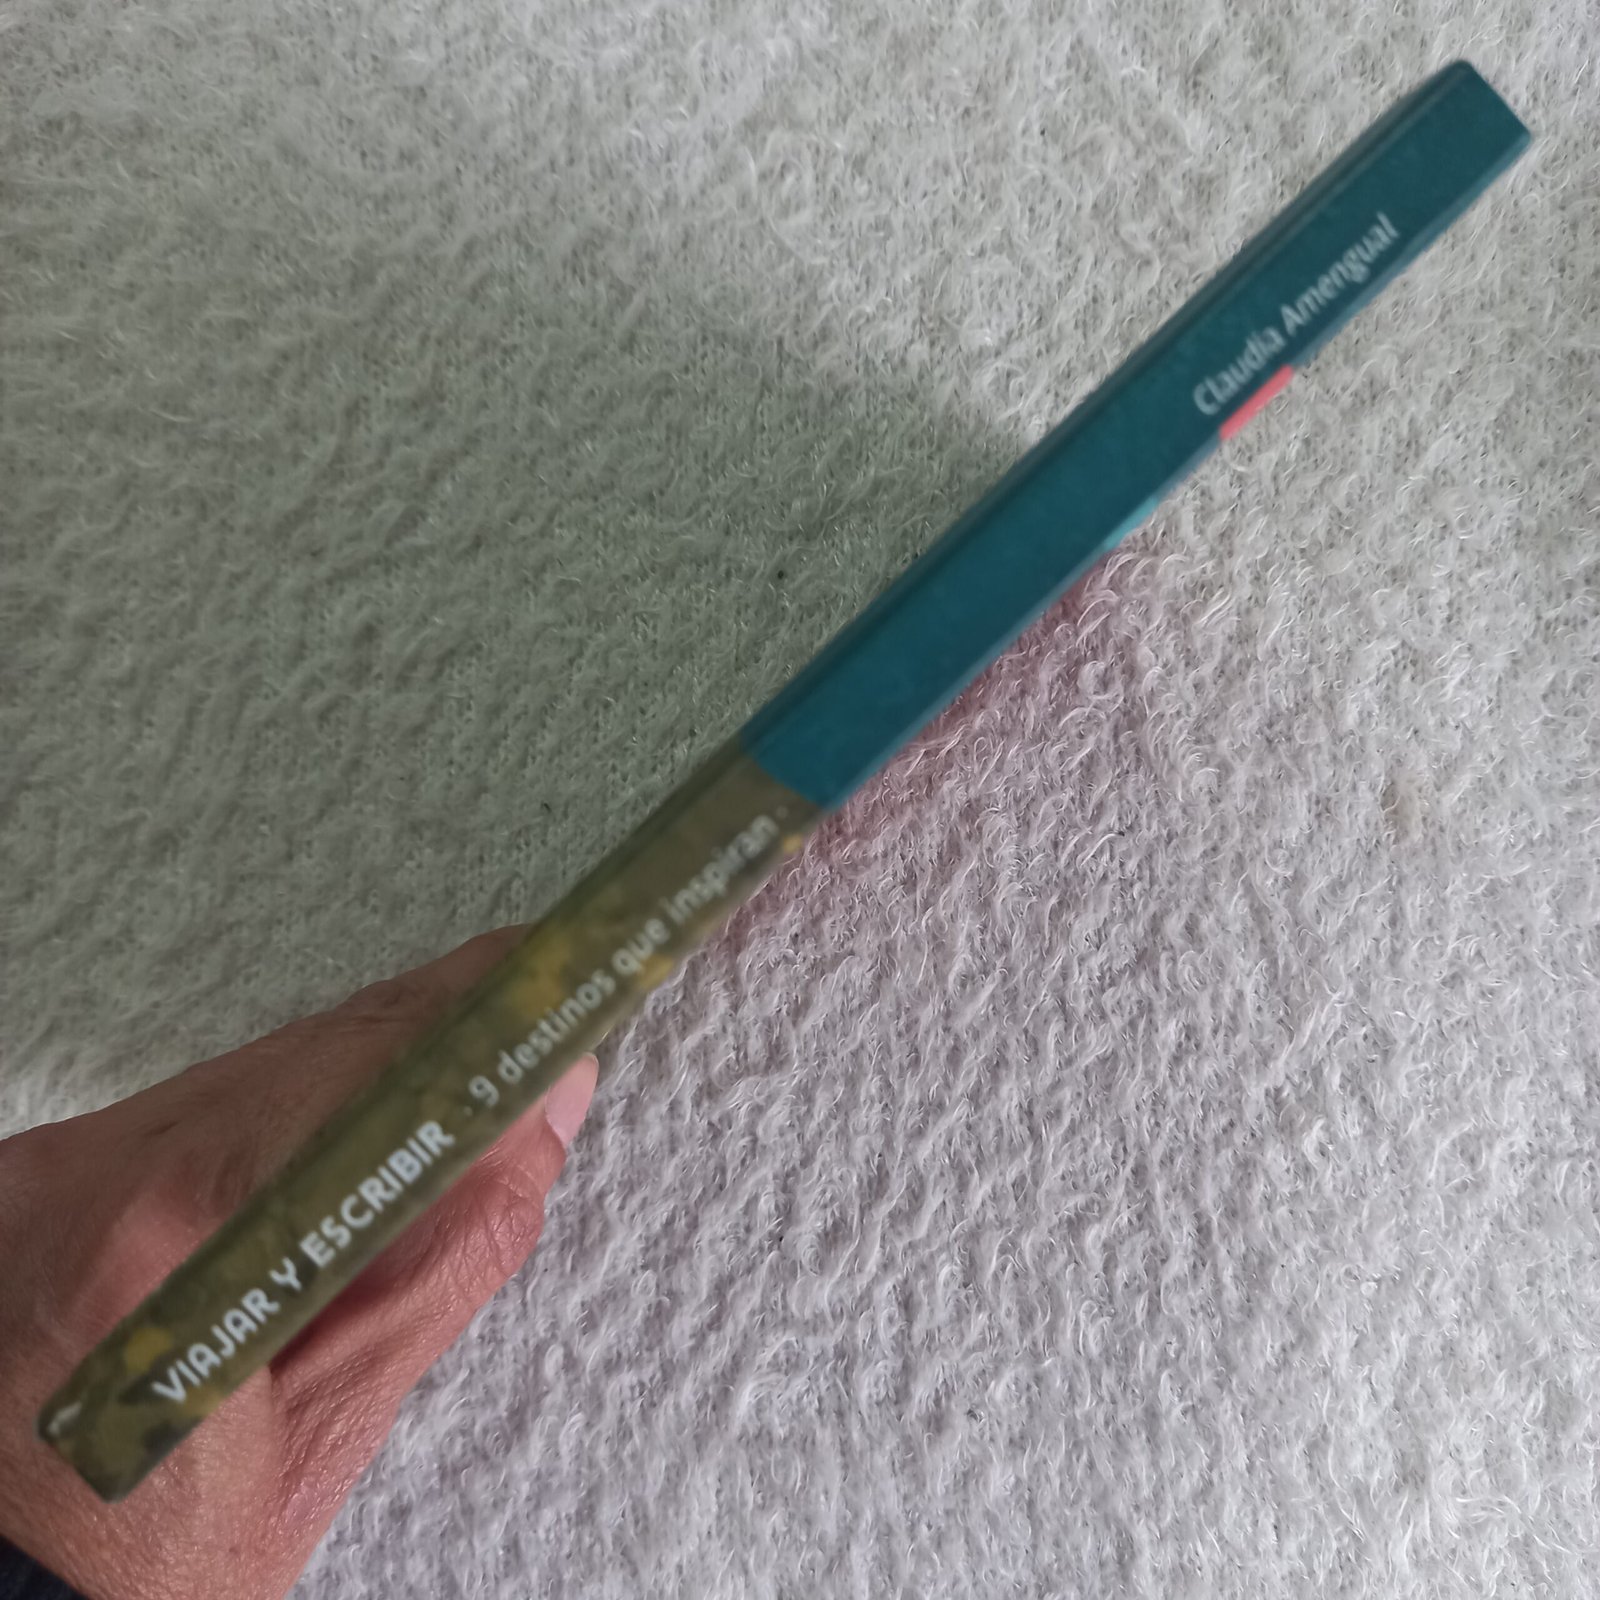 VIAJAR Y ESCRIBIR · 9 destinos que inspiran · Claudia Amengual